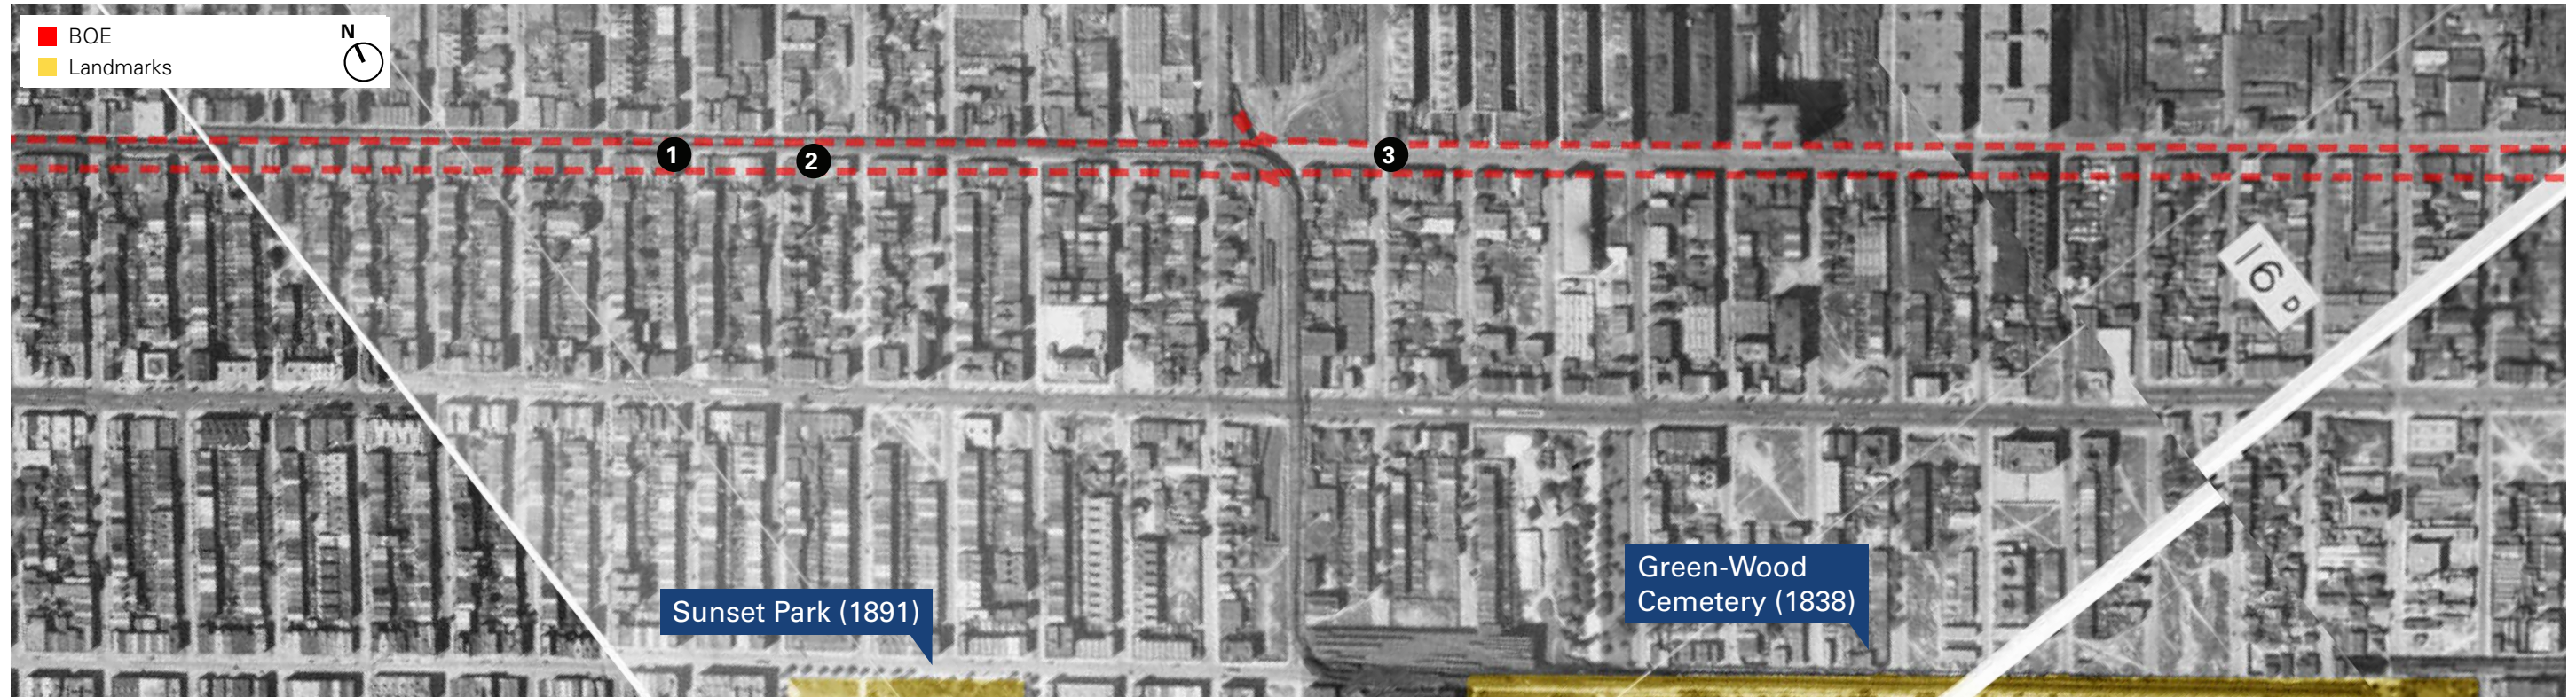 BQE
Landmarks
N
1
2
3
16 D
Sunset Park (1891)
Green-Wood
Cemetery (1838)